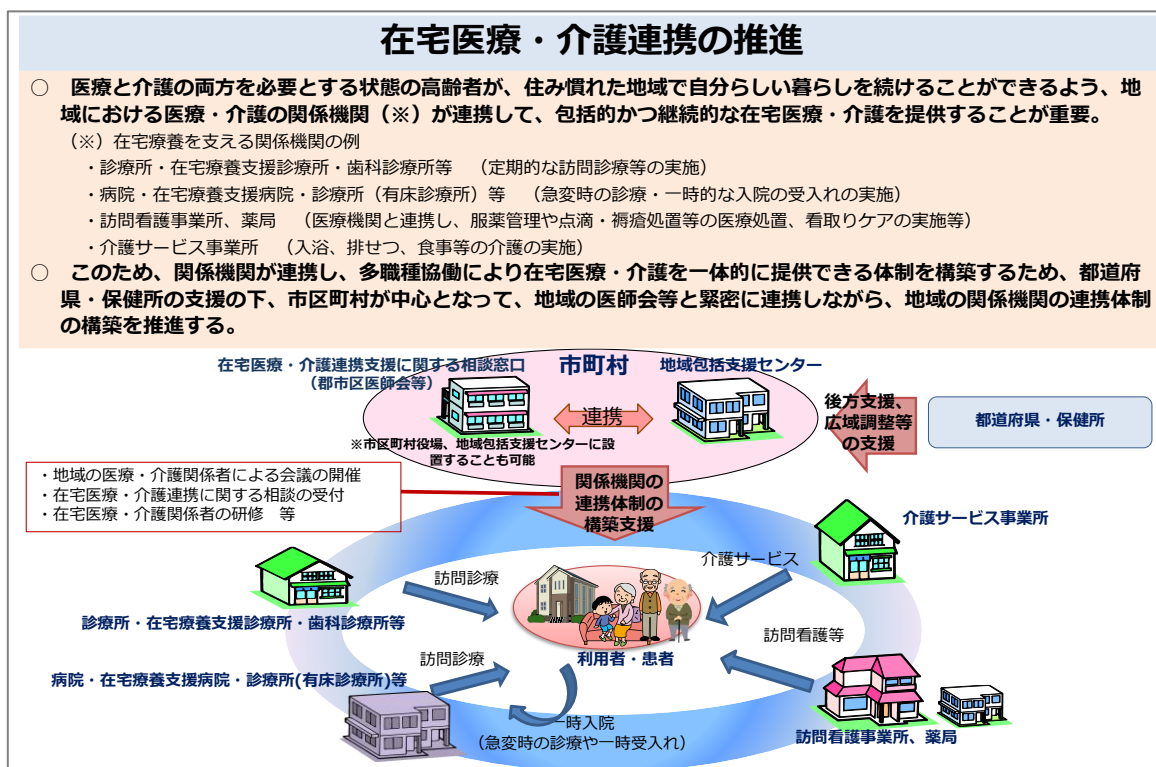 在宅医療・介護連携の推進
○　医療と介護の両方を必要とする状態の高齢者が、住み慣れた地域で自分らしい暮らしを続けることができるよう、地
域における医療・介護の関係機関（※）が連携して、包括的かつ継続的な在宅医療・介護を提供することが重要。
（※）在宅療養を支える関係機関の例
・診療所・在宅療養支援診療所・歯科診療所等　（定期的な訪問診療等の実施）
・病院・在宅療養支援病院・診療所（有床診療所）等　（急変時の診療・一時的な入院の受入れの実施）
・訪問看護事業所、薬局　（医療機関と連携し、服薬管理や点滴・褥瘡処置等の医療処置、看取りケアの実施等）
・介護サービス事業所　（入浴、排せつ、食事等の介護の実施）
○　このため、関係機関が連携し、多職種協働により在宅医療・介護を一体的に提供できる体制を構築するため、都道府
県・保健所の支援の下、市区町村が中心となって、地域の医師会等と緊密に連携しながら、地域の関係機関の連携体制
の構築を推進する。
在宅医療・介護連携支援に関する相談窓口
（郡市区医師会等）
市町村
地域包括支援センター
連携
※市区町村役場、地域包括支援センターに設
置することも可能
後方支援、
広域調整等
の支援
都道府県・保健所
・地域の医療・介護関係者による会議の開催
・在宅医療・介護連携に関する相談の受付
・在宅医療・介護関係者の研修　等
関係機関の
連携体制の
構築支援
介護サービス事業所
訪問診療
介護サービス
診療所・在宅療養支援診療所・歯科診療所等
利用者・患者
訪問看護等
訪問診療
病院・在宅療養支援病院・診療所(有床診療所)等
一時入院
（急変時の診療や一時受入れ）
訪問看護事業所、薬局